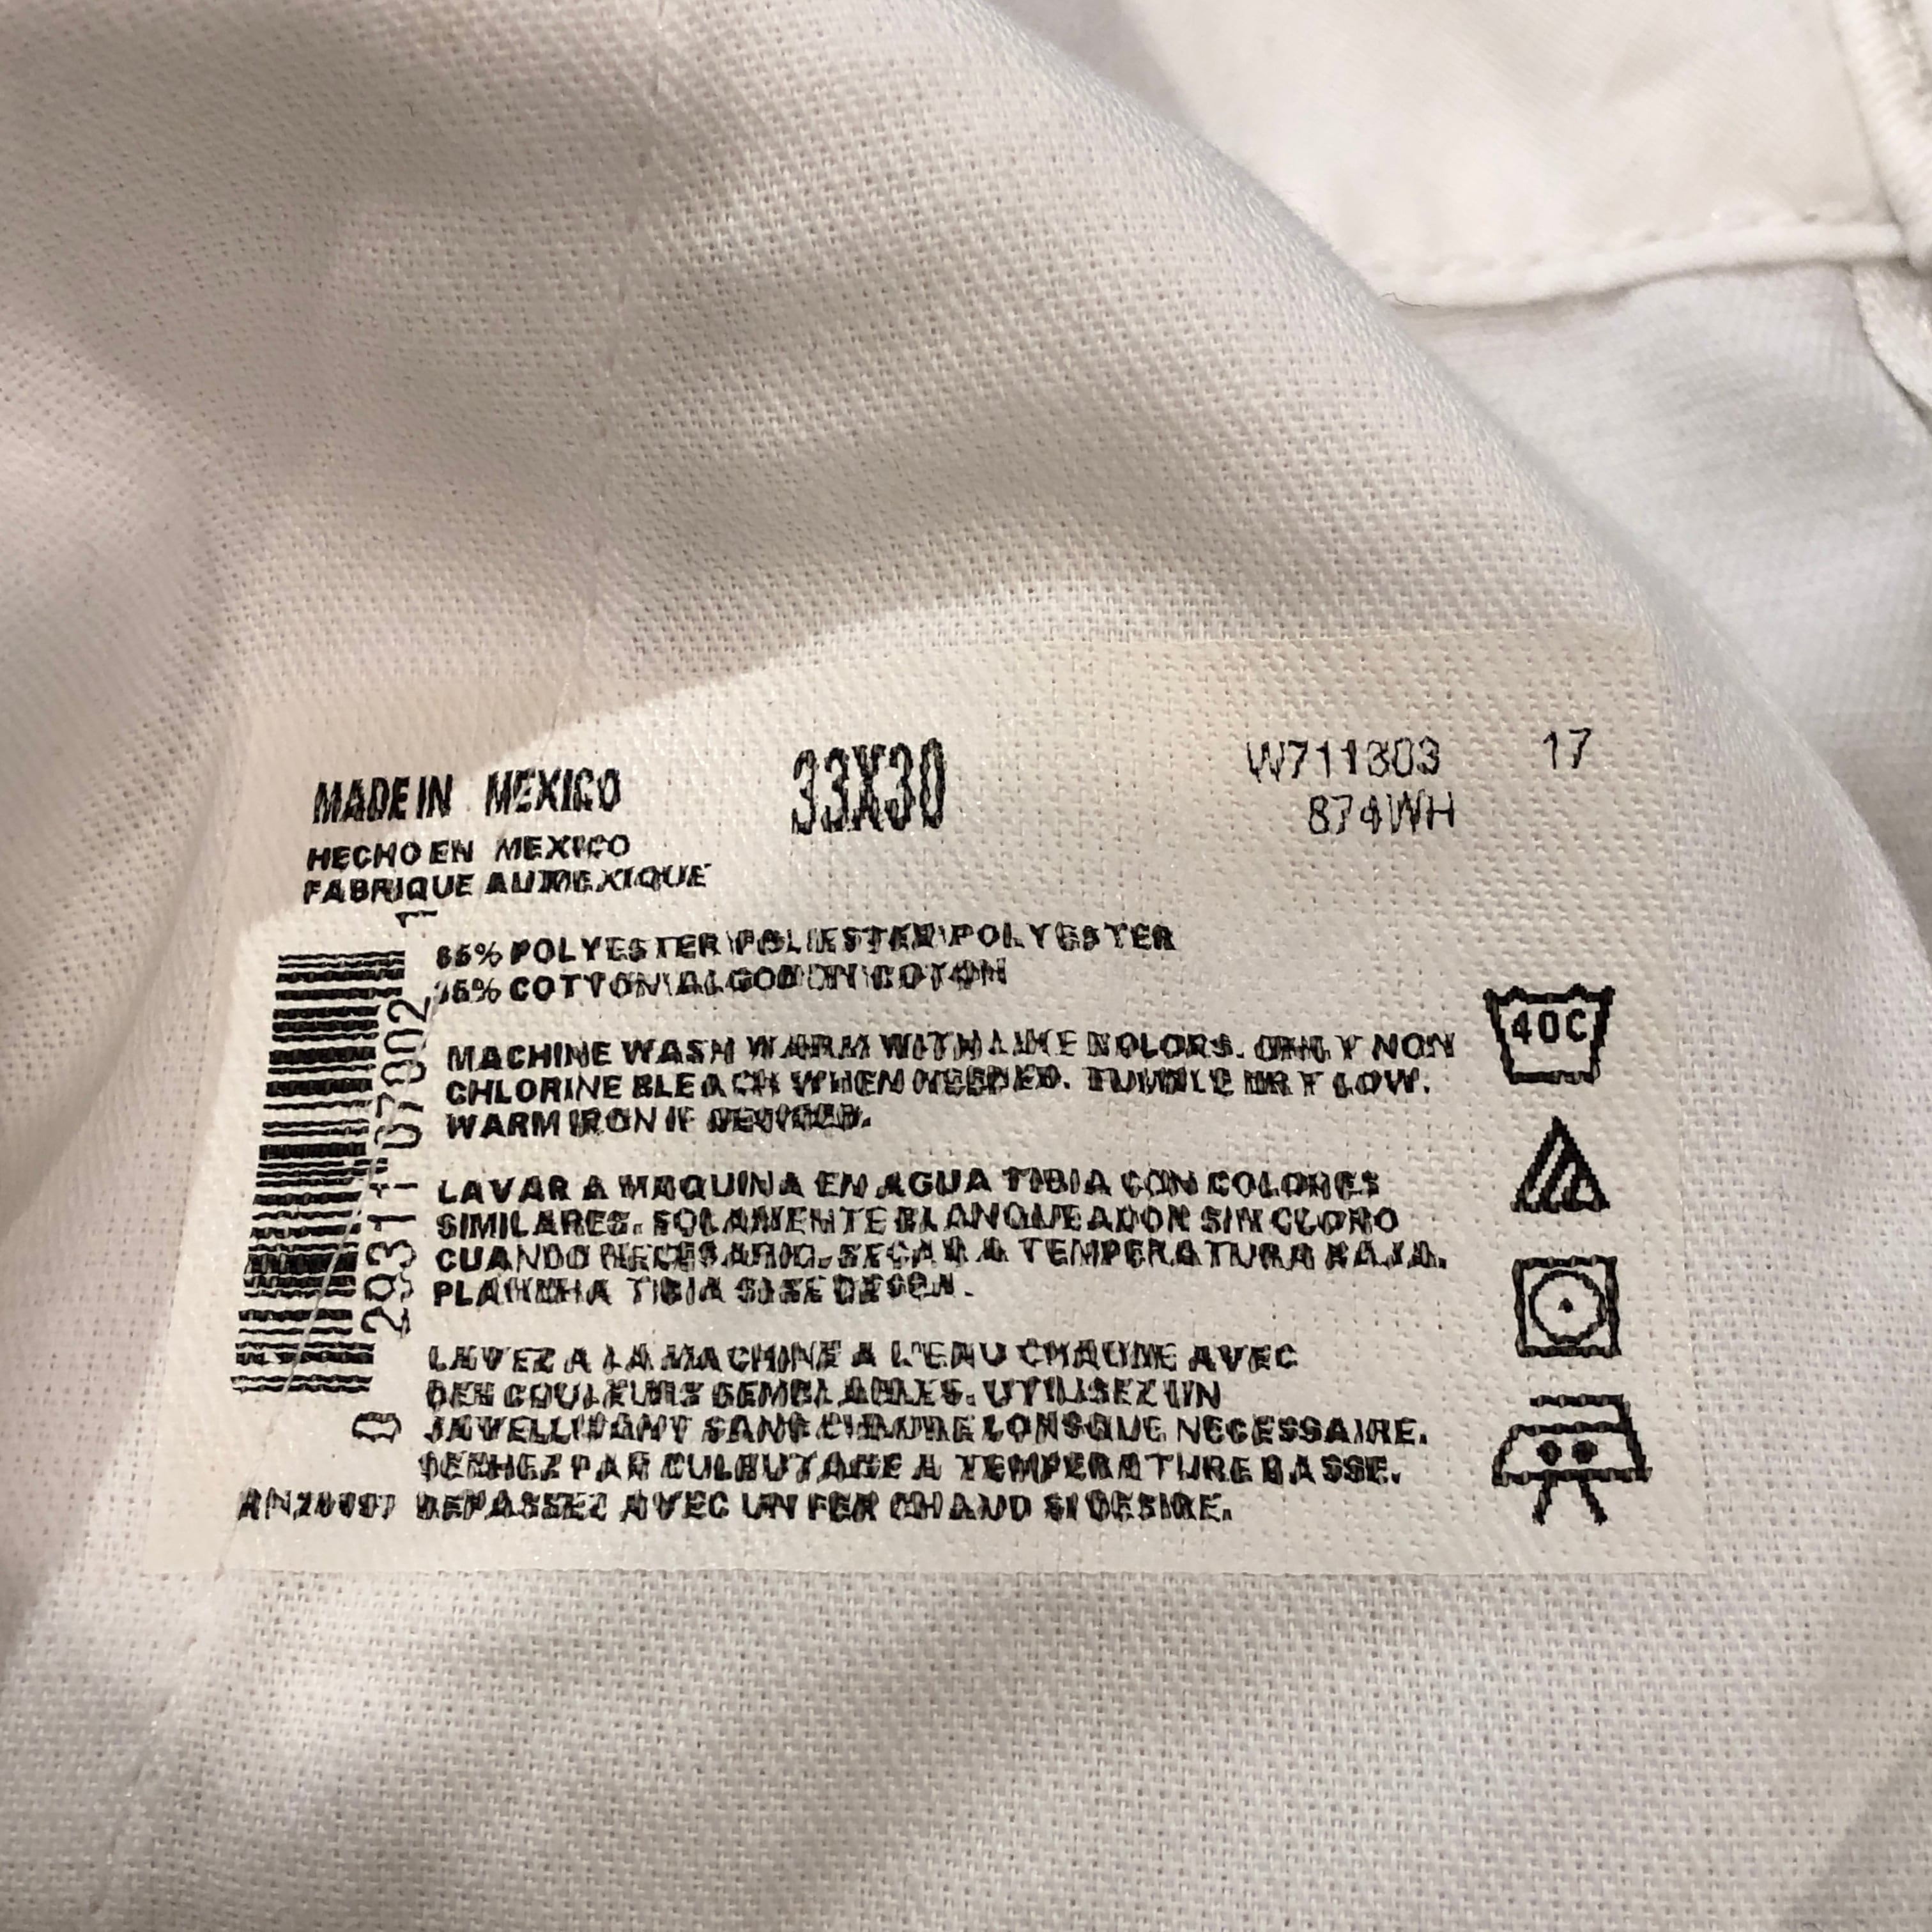 MADE IN MEXICO
33X30
W711303 17
874WH
HECHO EN MEXICO
FABRIQUE AU MEXIQUE
65% POLYESTER\POLIESTER\POLYESTER
35% COTTON\ALGODON\COTON
MACHINE WASH WARM WITH LIKE COLORS. ONLY NON
CHLORINE BLEACH WHEN NEEDED. TUMBLE DRY LOW.
WARM IRON IF DESIRED.
LAVAR A MAQUINA EN AGUA TIBIA CON COLORES
SIMILARES. SOLAMENTE BLANQUEADOR SIN CLORO
CUANDO NECESARIO. SECAR A TEMPERATURA BAJA.
PLANCHA TIBIA SI SE DESEA.
LAVEZ A LA MACHINE A L'EAU CHAUDE AVEC
DES COULEURS SEMBLABLES. UTILISEZ UN
JAVELLISANT SANS CHLORE LORSQUE NECESSAIRE.
SECHEZ PAR CULBUTAGE A TEMPERATURE BASSE.
REPASSEZ AVEC UN FER CHAUD SI DESIRE.
40C